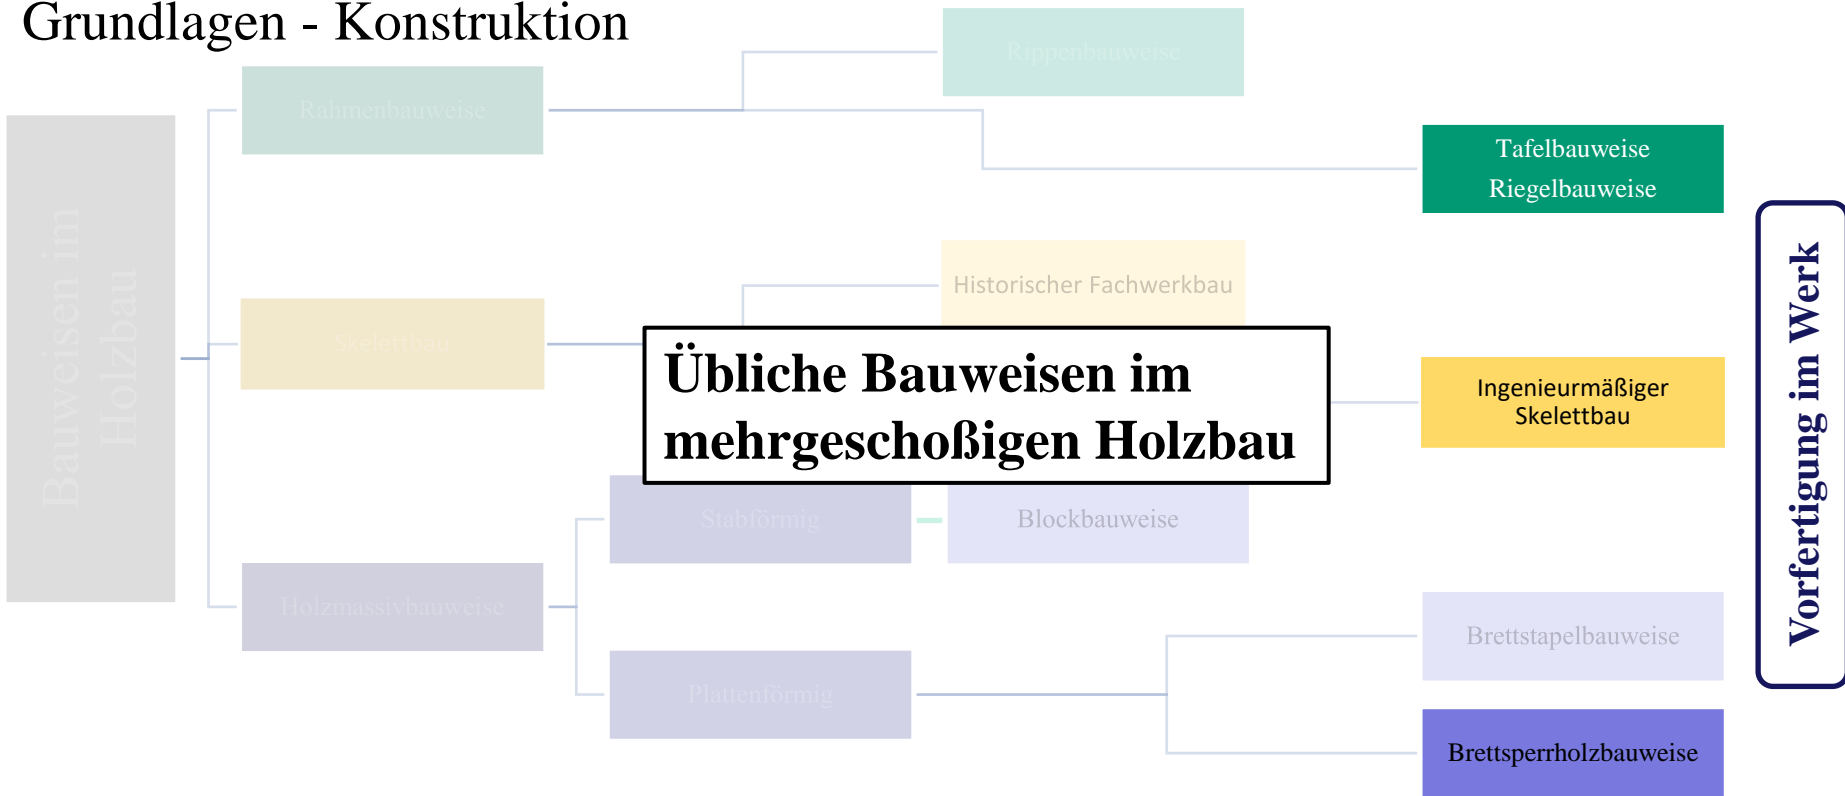 Grundlagen - Konstruktion
Bauweisen im
Holzbau
Rahmenbauweise
Rippenbauweise
Tafelbauweise
Riegelbauweise
Skelettbau
Historischer Fachwerkbau
Übliche Bauweisen im
mehrgeschoßigen Holzbau
Ingenieurmäßiger
Skelettbau
Holzmassivbauweise
Stabförmig
Blockbauweise
Plattenförmig
Brettstapelbauweise
Brettsperrholzbauweise
Vorfertigung im Werk